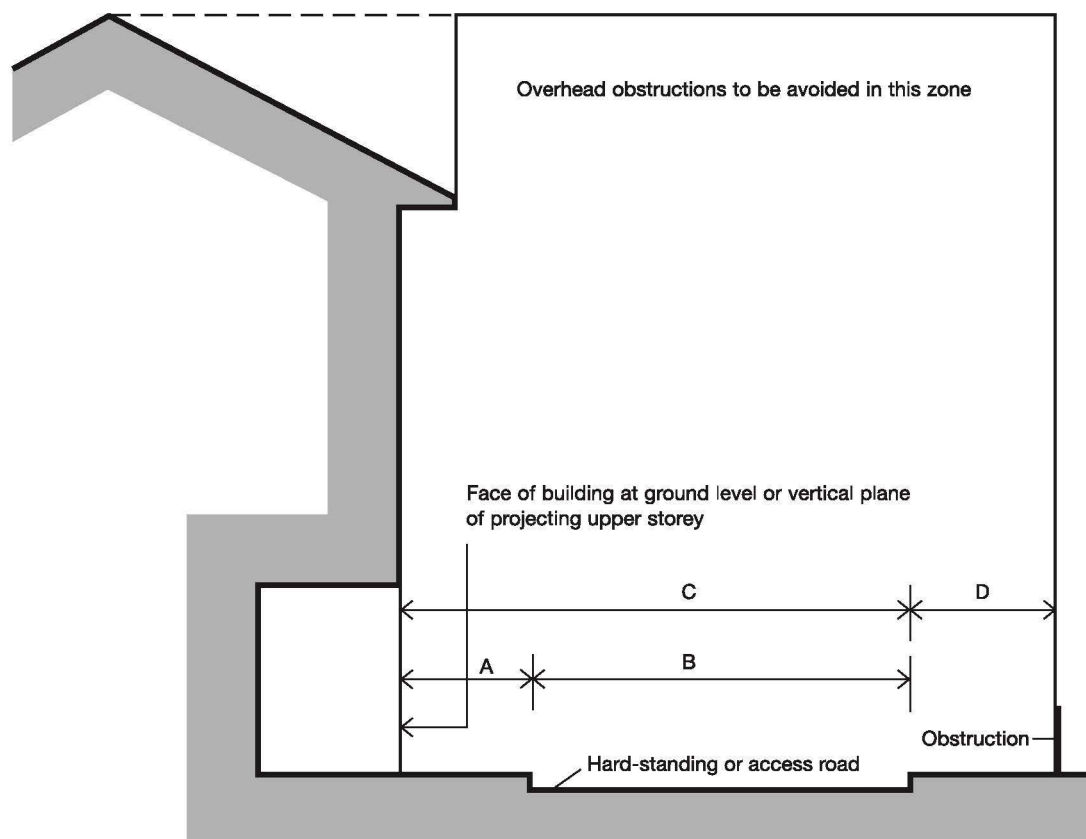 Overhead obstructions to be avoided in this zone
Face of building at ground level or vertical plane
of projecting upper storey
C
D
A
B
Obstruction
Hard-standing or access road